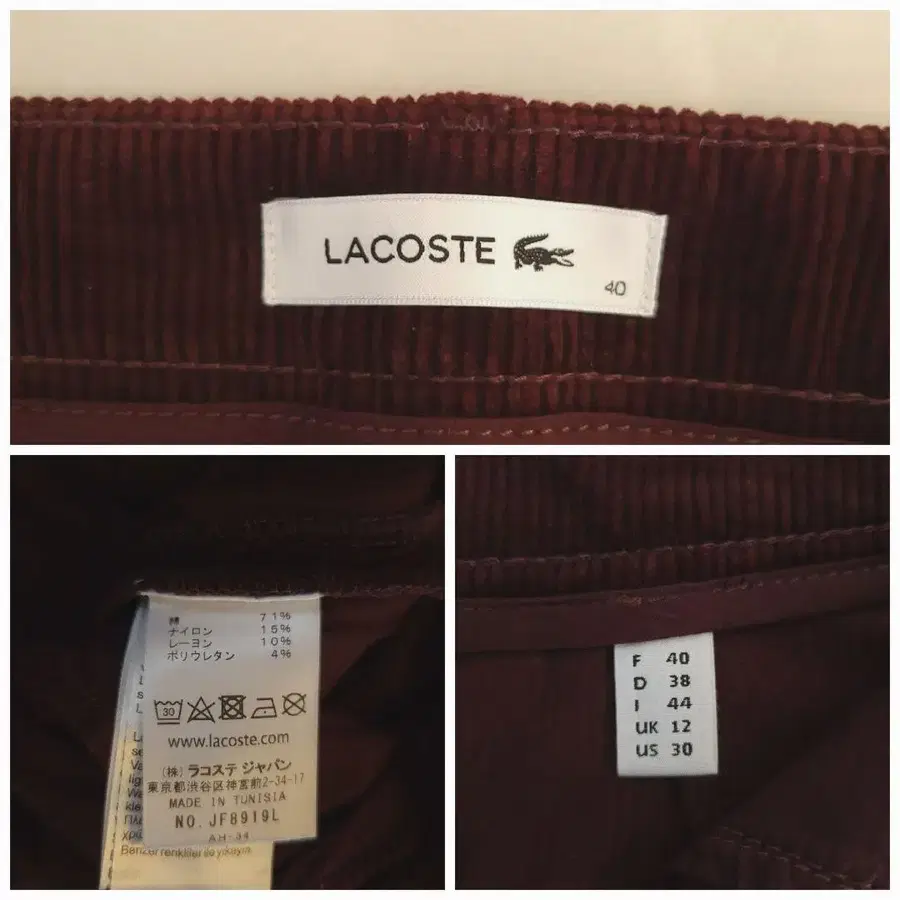 LACOSTE
40
綿 71%
ナイロン 15%
レーヨン 10%
ポリウレタン 4%
30
www.lacoste.com
(株) ラコステ ジャパン
東京都渋谷区神宮前2-34-17
MADE IN TUNISIA
NO. JF8919L
Benzer renkliler ile yıkayın
F 40
D 38
I 44
UK 12
US 30